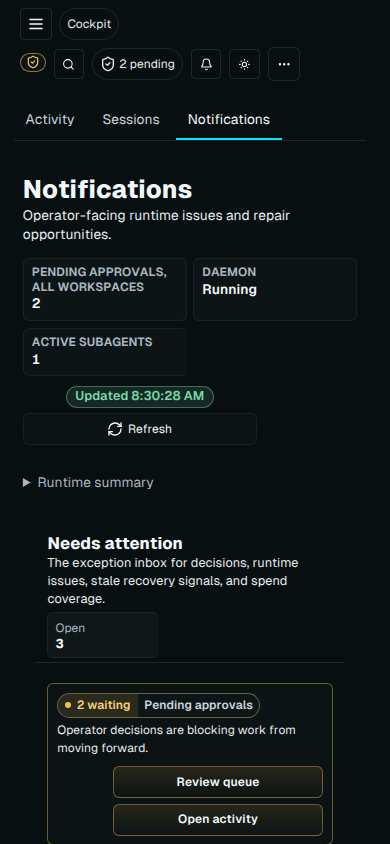 Cockpit
2 pending
Activity Sessions Notifications
Notifications
Operator-facing runtime issues and repair
opportunities.
PENDING APPROVALS,
ALL WORKSPACES
2
DAEMON
Running
ACTIVE SUBAGENTS
1
Updated 8:30:28 AM
Refresh
Runtime summary
Needs attention
The exception inbox for decisions, runtime
issues, stale recovery signals, and spend
coverage.
Open
3
2 waiting Pending approvals
Operator decisions are blocking work from
moving forward.
Review queue
Open activity